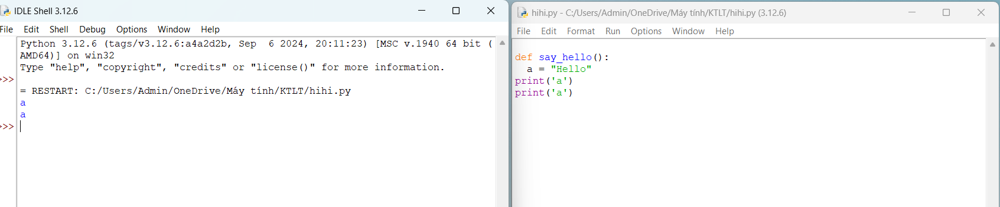 IDLE Shell 3.12.6
File Edit Shell Debug Options Window Help
Python 3.12.6 (tags/v3.12.6:a4a2d2b, Sep  6 2024, 20:11:23) [MSC v.1940 64 bit (
AMD64)] on win32
Type "help", "copyright", "credits" or "license()" for more information.
>>>
= RESTART: C:/Users/Admin/OneDrive/Máy tính/KTLT/hihi.py
a
a
>>>
hihi.py - C:/Users/Admin/OneDrive/Máy tính/KTLT/hihi.py (3.12.6)
File Edit Format Run Options Window Help
def say_hello():
  a = "Hello"
print('a')
print('a')